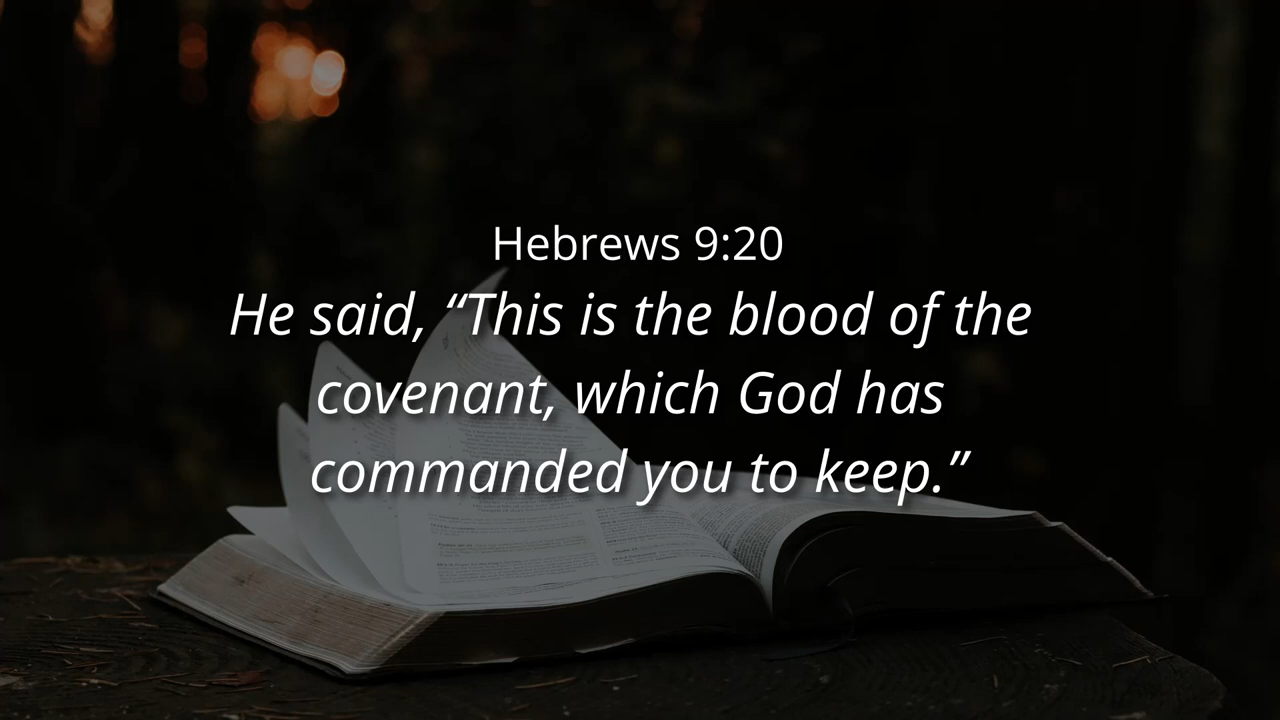 Hebrews 9:20
He said, “This is the blood of the
covenant, which God has
commanded you to keep.”